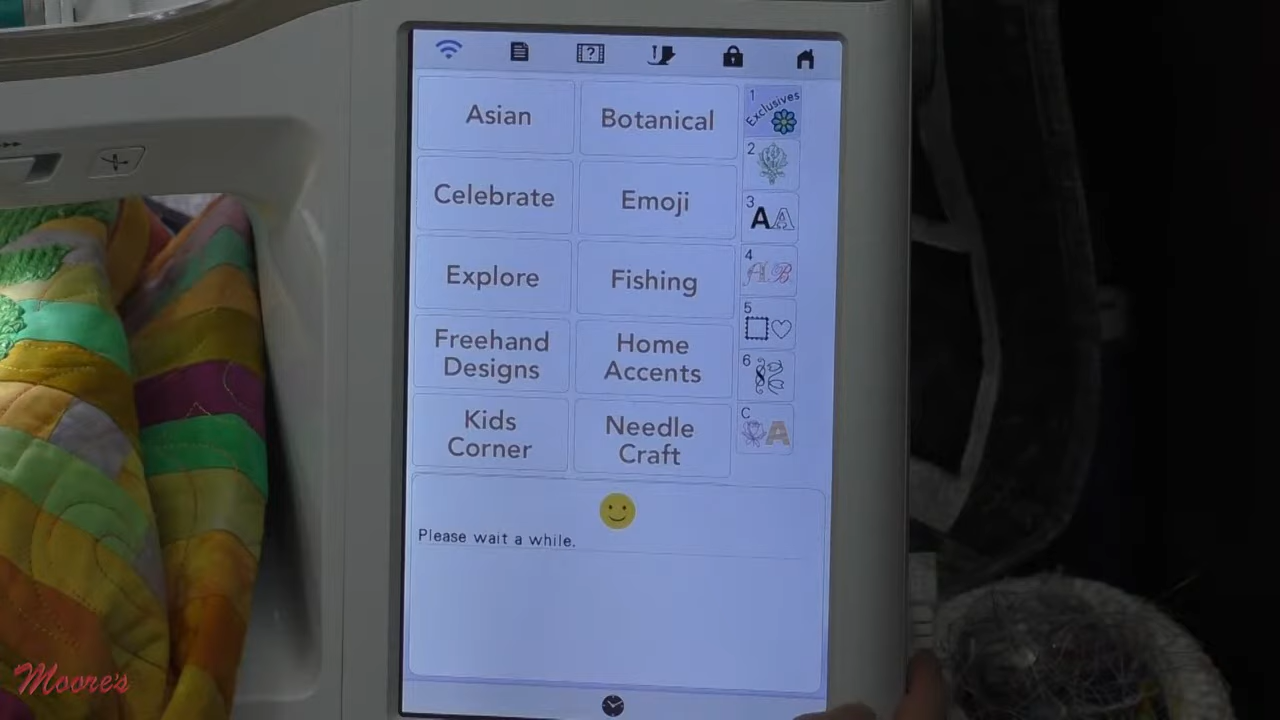 ?
Asian
Botanical
1
Exclusives
2
Celebrate
Emoji
3
A A
Explore
Fishing
4
A B
5
Freehand
Designs
Home
Accents
6
Kids
Corner
Needle
Craft
C
A
Please wait a while.
Moore's